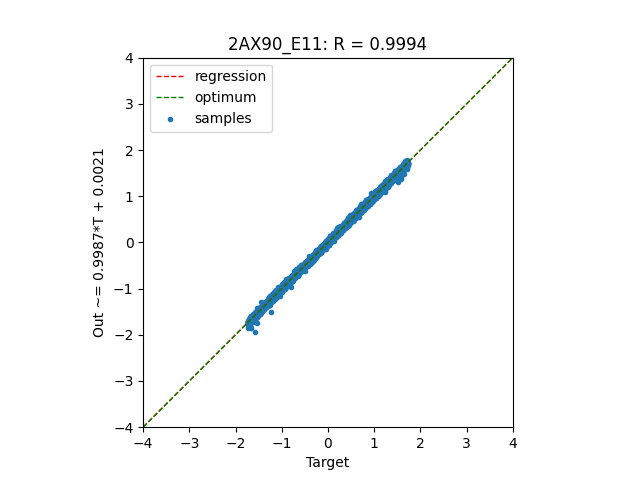 2AX90_E11: R = 0.9994
regression
optimum
samples
4
3
2
1
0
−1
−2
−3
−4
Out ~= 0.9987*T + 0.0021
−4 −3 −2 −1 0 1 2 3 4
Target